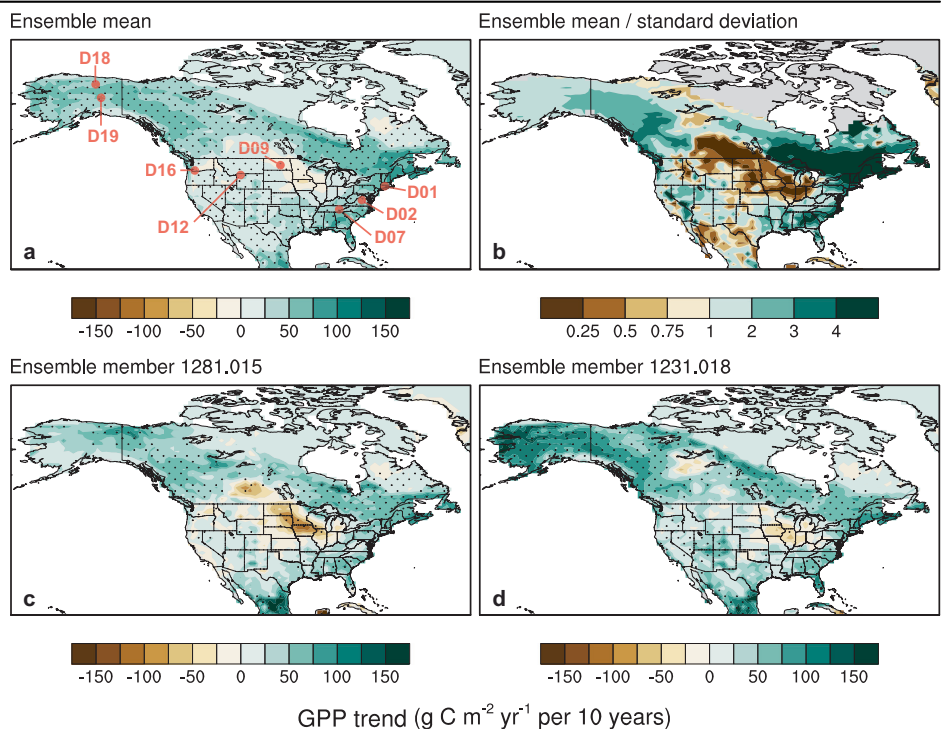 Ensemble mean
Ensemble mean / standard deviation
D18
D19
D16
D09
D12
D01
D02
D07
a
b
-150 -100 -50 0 50 100 150
0.25 0.5 0.75 1 2 3 4
Ensemble member 1281.015
Ensemble member 1231.018
c
d
-150 -100 -50 0 50 100 150
-150 -100 -50 0 50 100 150
GPP trend (g C m⁻² yr⁻¹ per 10 years)